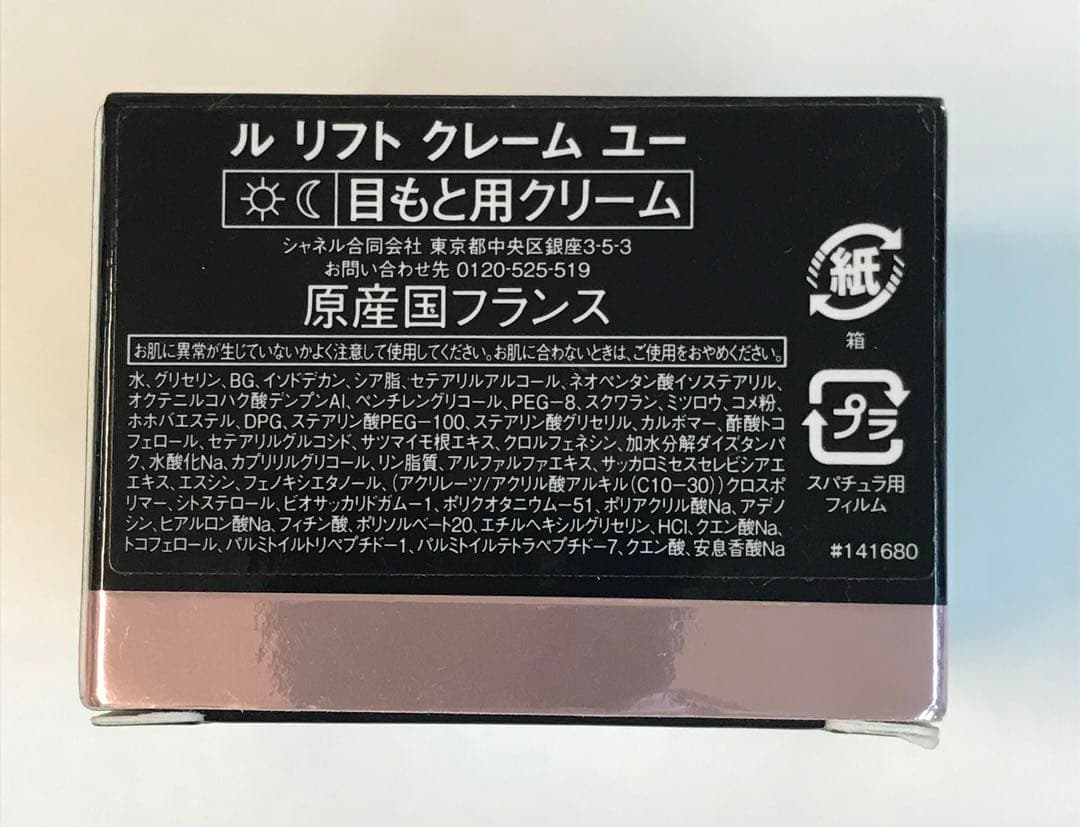 ル リフト クレーム ユー
目もと用クリーム
シャネル合同会社 東京都中央区銀座3-5-3
お問い合わせ先 0120-525-519
原産国フランス
お肌に異常が生じていないかよく注意して使用してください。お肌に合わないときは、ご使用をおやめください。
水、グリセリン、BG、イソドデカン、シア脂、セテアリルアルコール、ネオペンタン酸イソステアリル、
オクテニルコハク酸デンプンAl、ペンチレングリコール、PEG-8、スクワラン、ミツロウ、コメ粉、
ホホバエステル、DPG、ステアリン酸PEG-100、ステアリン酸グリセリル、カルボマー、酢酸トコ
フェロール、セテアリルグルコシド、サツマイモ根エキス、クロルフェネシン、加水分解ダイズタンパ
ク、水酸化Na、カプリリルグリコール、リン脂質、アルファルファエキス、サッカロミセスセレビシアエ
エキス、エスシン、フェノキシエタノール、（アクリレーツ/アクリル酸アルキル（C10-30））クロスポ
リマー、シトステロール、ビオサッカリドガム-1、ポリクオタニウム-51、ポリアクリル酸Na、アデノ
シン、ヒアルロン酸Na、フィチン酸、ポリソルベート20、エチルヘキシルグリセリン、HCl、クエン酸Na、
トコフェロール、パルミトイルトリペプチド-1、パルミトイルテトラペプチド-7、クエン酸、安息香酸Na
紙
箱
プラ
スパチュラ用
フィルム
#141680